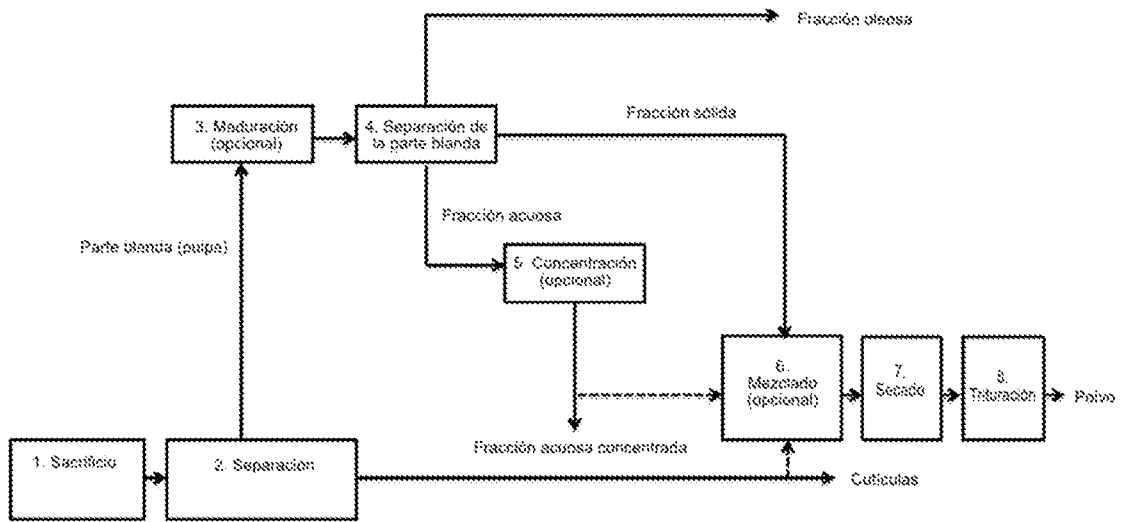 Fracción oleosa
Fracción sólida
3. Maduración
(opcional)
4. Separación de
la parte blanda
Fracción acuosa
Parte blanda (pulpa)
5. Concentración
(opcional)
6.
Mezclado
(opcional)
7.
Secado
8.
Trituración
Polvo
Fracción acuosa concentrada
1. Sacrificio
2. Separación
Cutículas